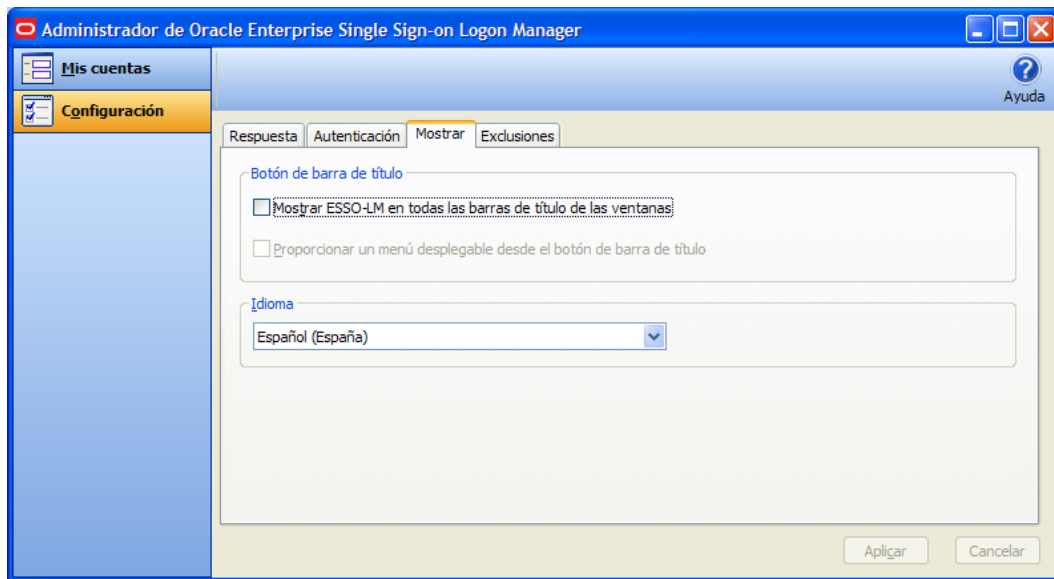 Administrador de Oracle Enterprise Single Sign-on Logon Manager
Mis cuentas
Configuración
Ayuda
Respuesta Autenticación Mostrar Exclusiones
Botón de barra de título
Mostrar ESSO-LM en todas las barras de título de las ventanas
Proporcionar un menú desplegable desde el botón de barra de título
Idioma
Español (España)
Aplicar Cancelar